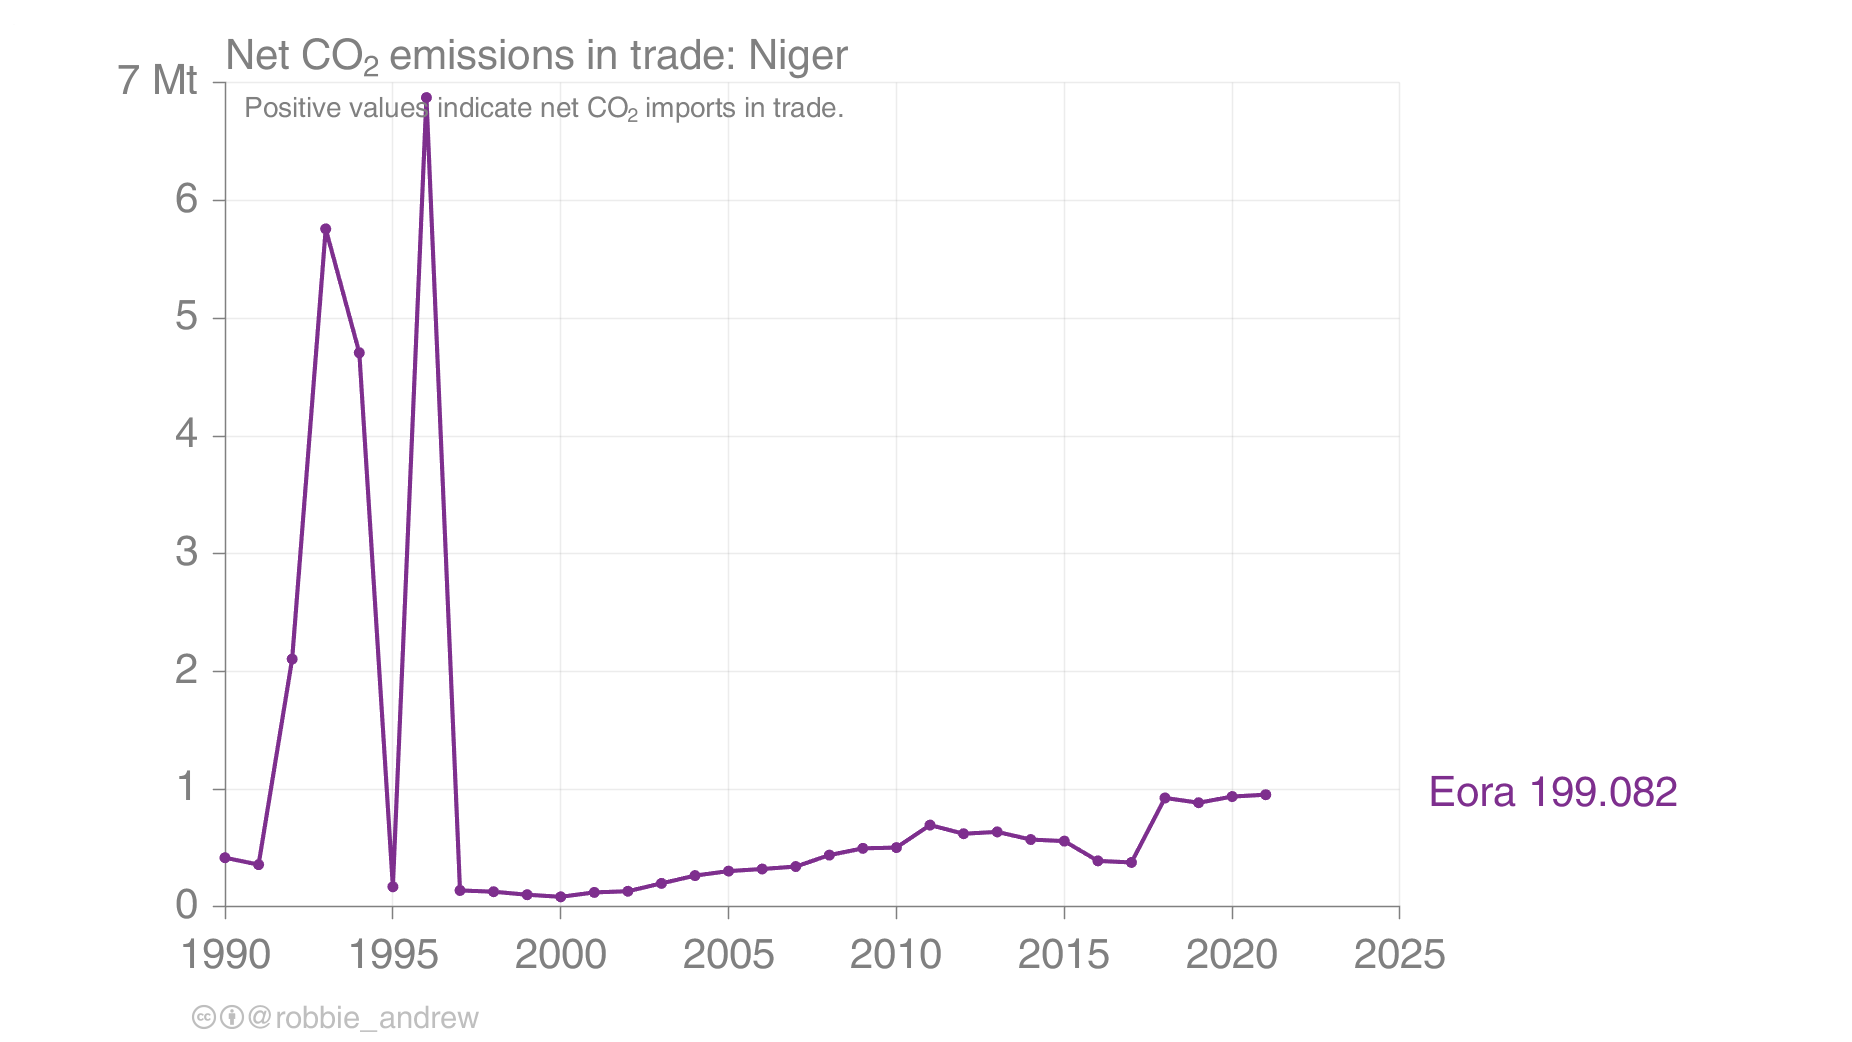 Net CO₂ emissions in trade: Niger
7 Mt
Positive values indicate net CO₂ imports in trade.
6
5
4
3
2
1
Eora 199.082
0
1990 1995 2000 2005 2010 2015 2020 2025
@robbie_andrew